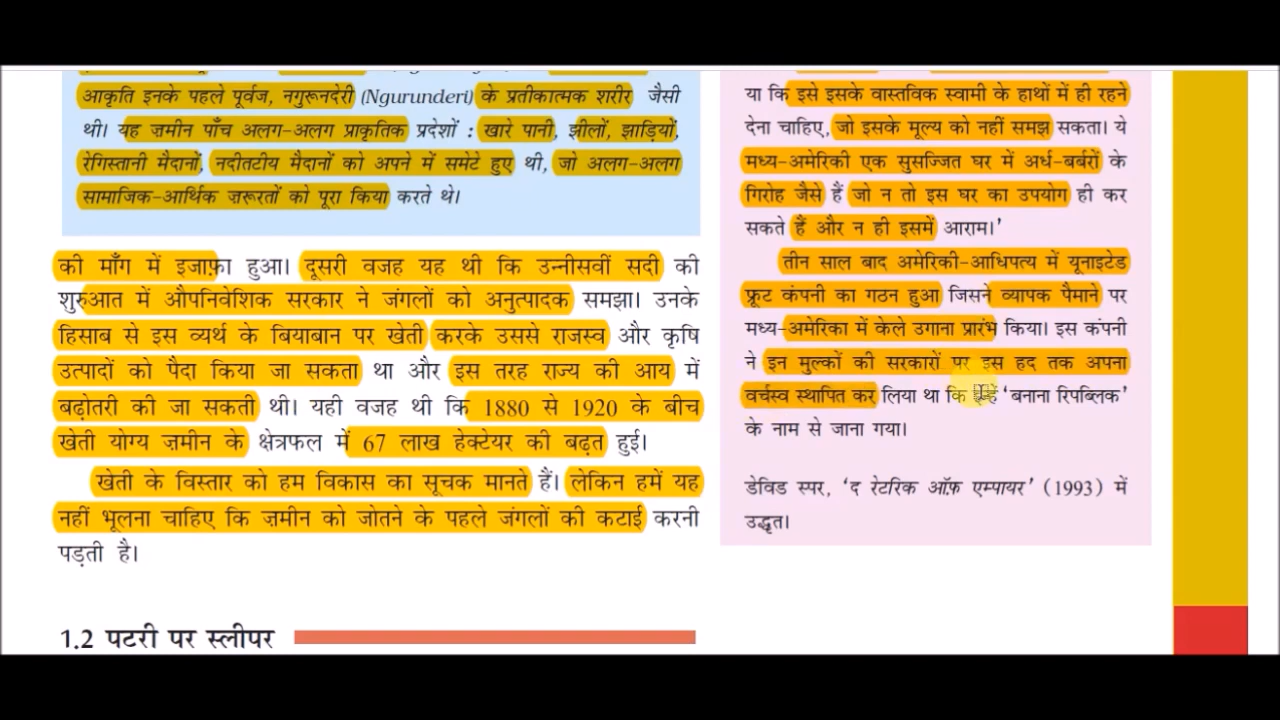 आकृति इनके पहले पूर्वज, नगुरूनदेरी (Ngurunderi) के प्रतीकात्मक शरीर जैसी
थी। यह ज़मीन पाँच अलग-अलग प्राकृतिक प्रदेशों : खारे पानी, झीलों, झाड़ियों,
रेगिस्तानी मैदानों, नदीतटीय मैदानों को अपने में समेटे हुए थी, जो अलग-अलग
सामाजिक-आर्थिक ज़रूरतों को पूरा किया करते थे।
की माँग में इजाफ़ा हुआ। दूसरी वजह यह थी कि उन्नीसवीं सदी की
शुरुआत में औपनिवेशिक सरकार ने जंगलों को अनुत्पादक समझा। उनके
हिसाब से इस व्यर्थ के बियाबान पर खेती करके उससे राजस्व और कृषि
उत्पादों को पैदा किया जा सकता था और इस तरह राज्य की आय में
बढ़ोतरी की जा सकती थी। यही वजह थी कि 1880 से 1920 के बीच
खेती योग्य ज़मीन के क्षेत्रफल में 67 लाख हेक्टेयर की बढ़त हुई।
खेती के विस्तार को हम विकास का सूचक मानते हैं। लेकिन हमें यह
नहीं भूलना चाहिए कि ज़मीन को जोतने के पहले जंगलों की कटाई करनी
पड़ती है।
1.2 पटरी पर स्लीपर
या कि इसे इसके वास्तविक स्वामी के हाथों में ही रहने
देना चाहिए, जो इसके मूल्य को नहीं समझ सकता। ये
मध्य-अमेरिकी एक सुसज्जित घर में अर्ध-बर्बरों के
गिरोह जैसे हैं जो न तो इस घर का उपयोग ही कर
सकते हैं और न ही इसमें आराम।’
तीन साल बाद अमेरिकी-आधिपत्य में यूनाइटेड
फ्रूट कंपनी का गठन हुआ जिसने व्यापक पैमाने पर
मध्य-अमेरिका में केले उगाना प्रारंभ किया। इस कंपनी
ने इन मुल्कों की सरकारों पर इस हद तक अपना
वर्चस्व स्थापित कर लिया था कि ‘बनाना रिपब्लिक’
के नाम से जाना गया।
डेविड स्पर, ‘द रेटरिक ऑफ़ एम्पायर’ (1993) में
उद्धृत।